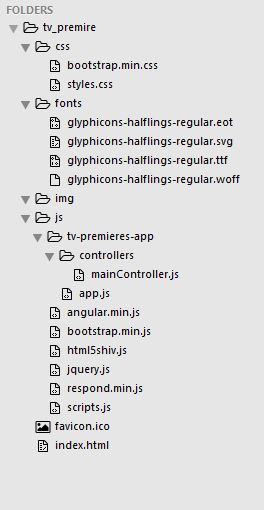 FOLDERS
tv_premire
css
bootstrap.min.css
styles.css
fonts
glyphicons-halflings-regular.eot
glyphicons-halflings-regular.svg
glyphicons-halflings-regular.ttf
glyphicons-halflings-regular.woff
img
js
tv-premieres-app
controllers
mainController.js
app.js
angular.min.js
bootstrap.min.js
html5shiv.js
jquery.js
respond.min.js
scripts.js
favicon.ico
index.html